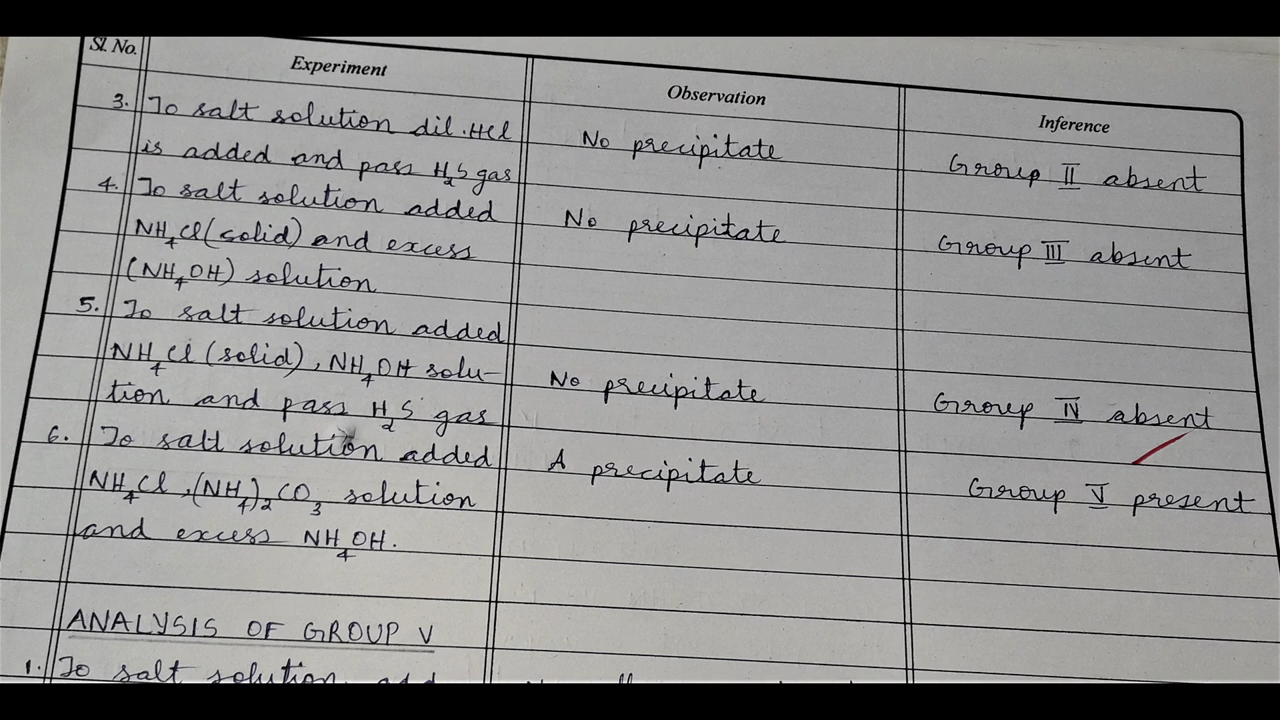 Sl. No. Experiment Observation Inference
3. To salt solution dil. HCl No precipitate Group II absent
is added and pass H₂S gas
4. To salt solution added No precipitate Group III absent
NH₄Cl (solid) and excess
(NH₄OH) solution
5. To salt solution added
NH₄Cl (solid), NH₄OH solu-
tion and pass H₂S gas No precipitate Group IV absent
6. To salt solution added A precipitate Group V present
NH₄Cl, (NH₄)₂CO₃ solution
and excess NH₄OH.
ANALYSIS OF GROUP V
1. To salt solution